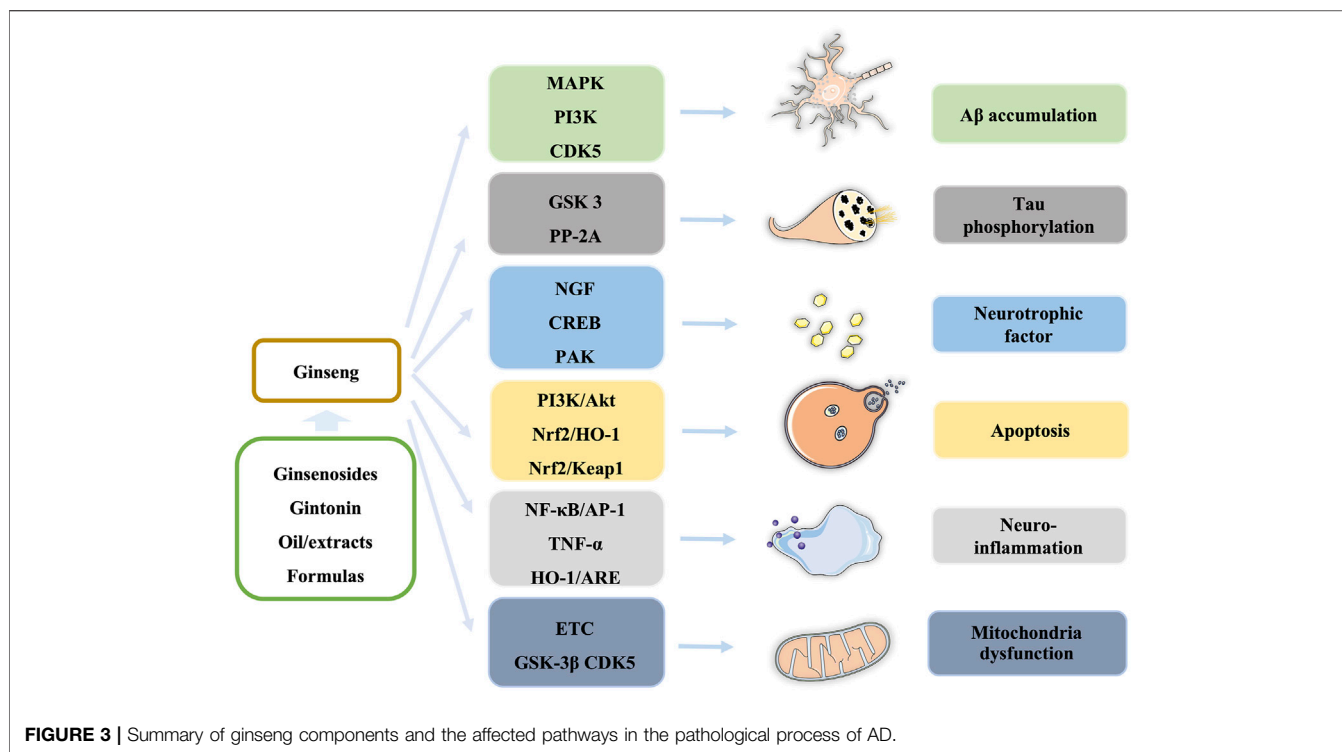 MAPK
PI3K
CDK5
Aβ accumulation
GSK 3
PP-2A
Tau
phosphorylation
NGF
CREB
PAK
Neurotrophic
factor
Ginseng
PI3K/Akt
Nrf2/HO-1
Nrf2/Keap1
Apoptosis
Ginsenosides
Gintonin
Oil/extracts
Formulas
NF-κB/AP-1
TNF-α
HO-1/ARE
Neuro-
inflammation
ETC
GSK-3β CDK5
Mitochondria
dysfunction
FIGURE 3 | Summary of ginseng components and the affected pathways in the pathological process of AD.